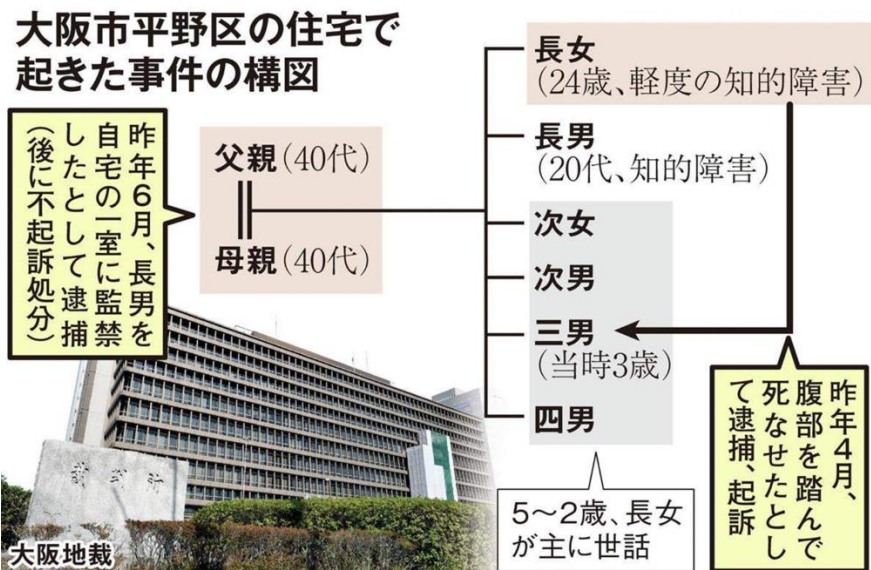 大阪市平野区の住宅で
起きた事件の構図
昨年6月、長男を
自宅の一室に監禁
したとして逮捕
(後に不起訴処分)
父親(40代)
母親(40代)
長女
(24歳、軽度の知的障害)
長男
(20代、知的障害)
次女
次男
三男
(当時3歳)
四男
昨年4月、
腹部を踏んで
死なせたとし
て逮捕、起訴
5〜2歳、長女
が主に世話
裁判所
大阪地裁